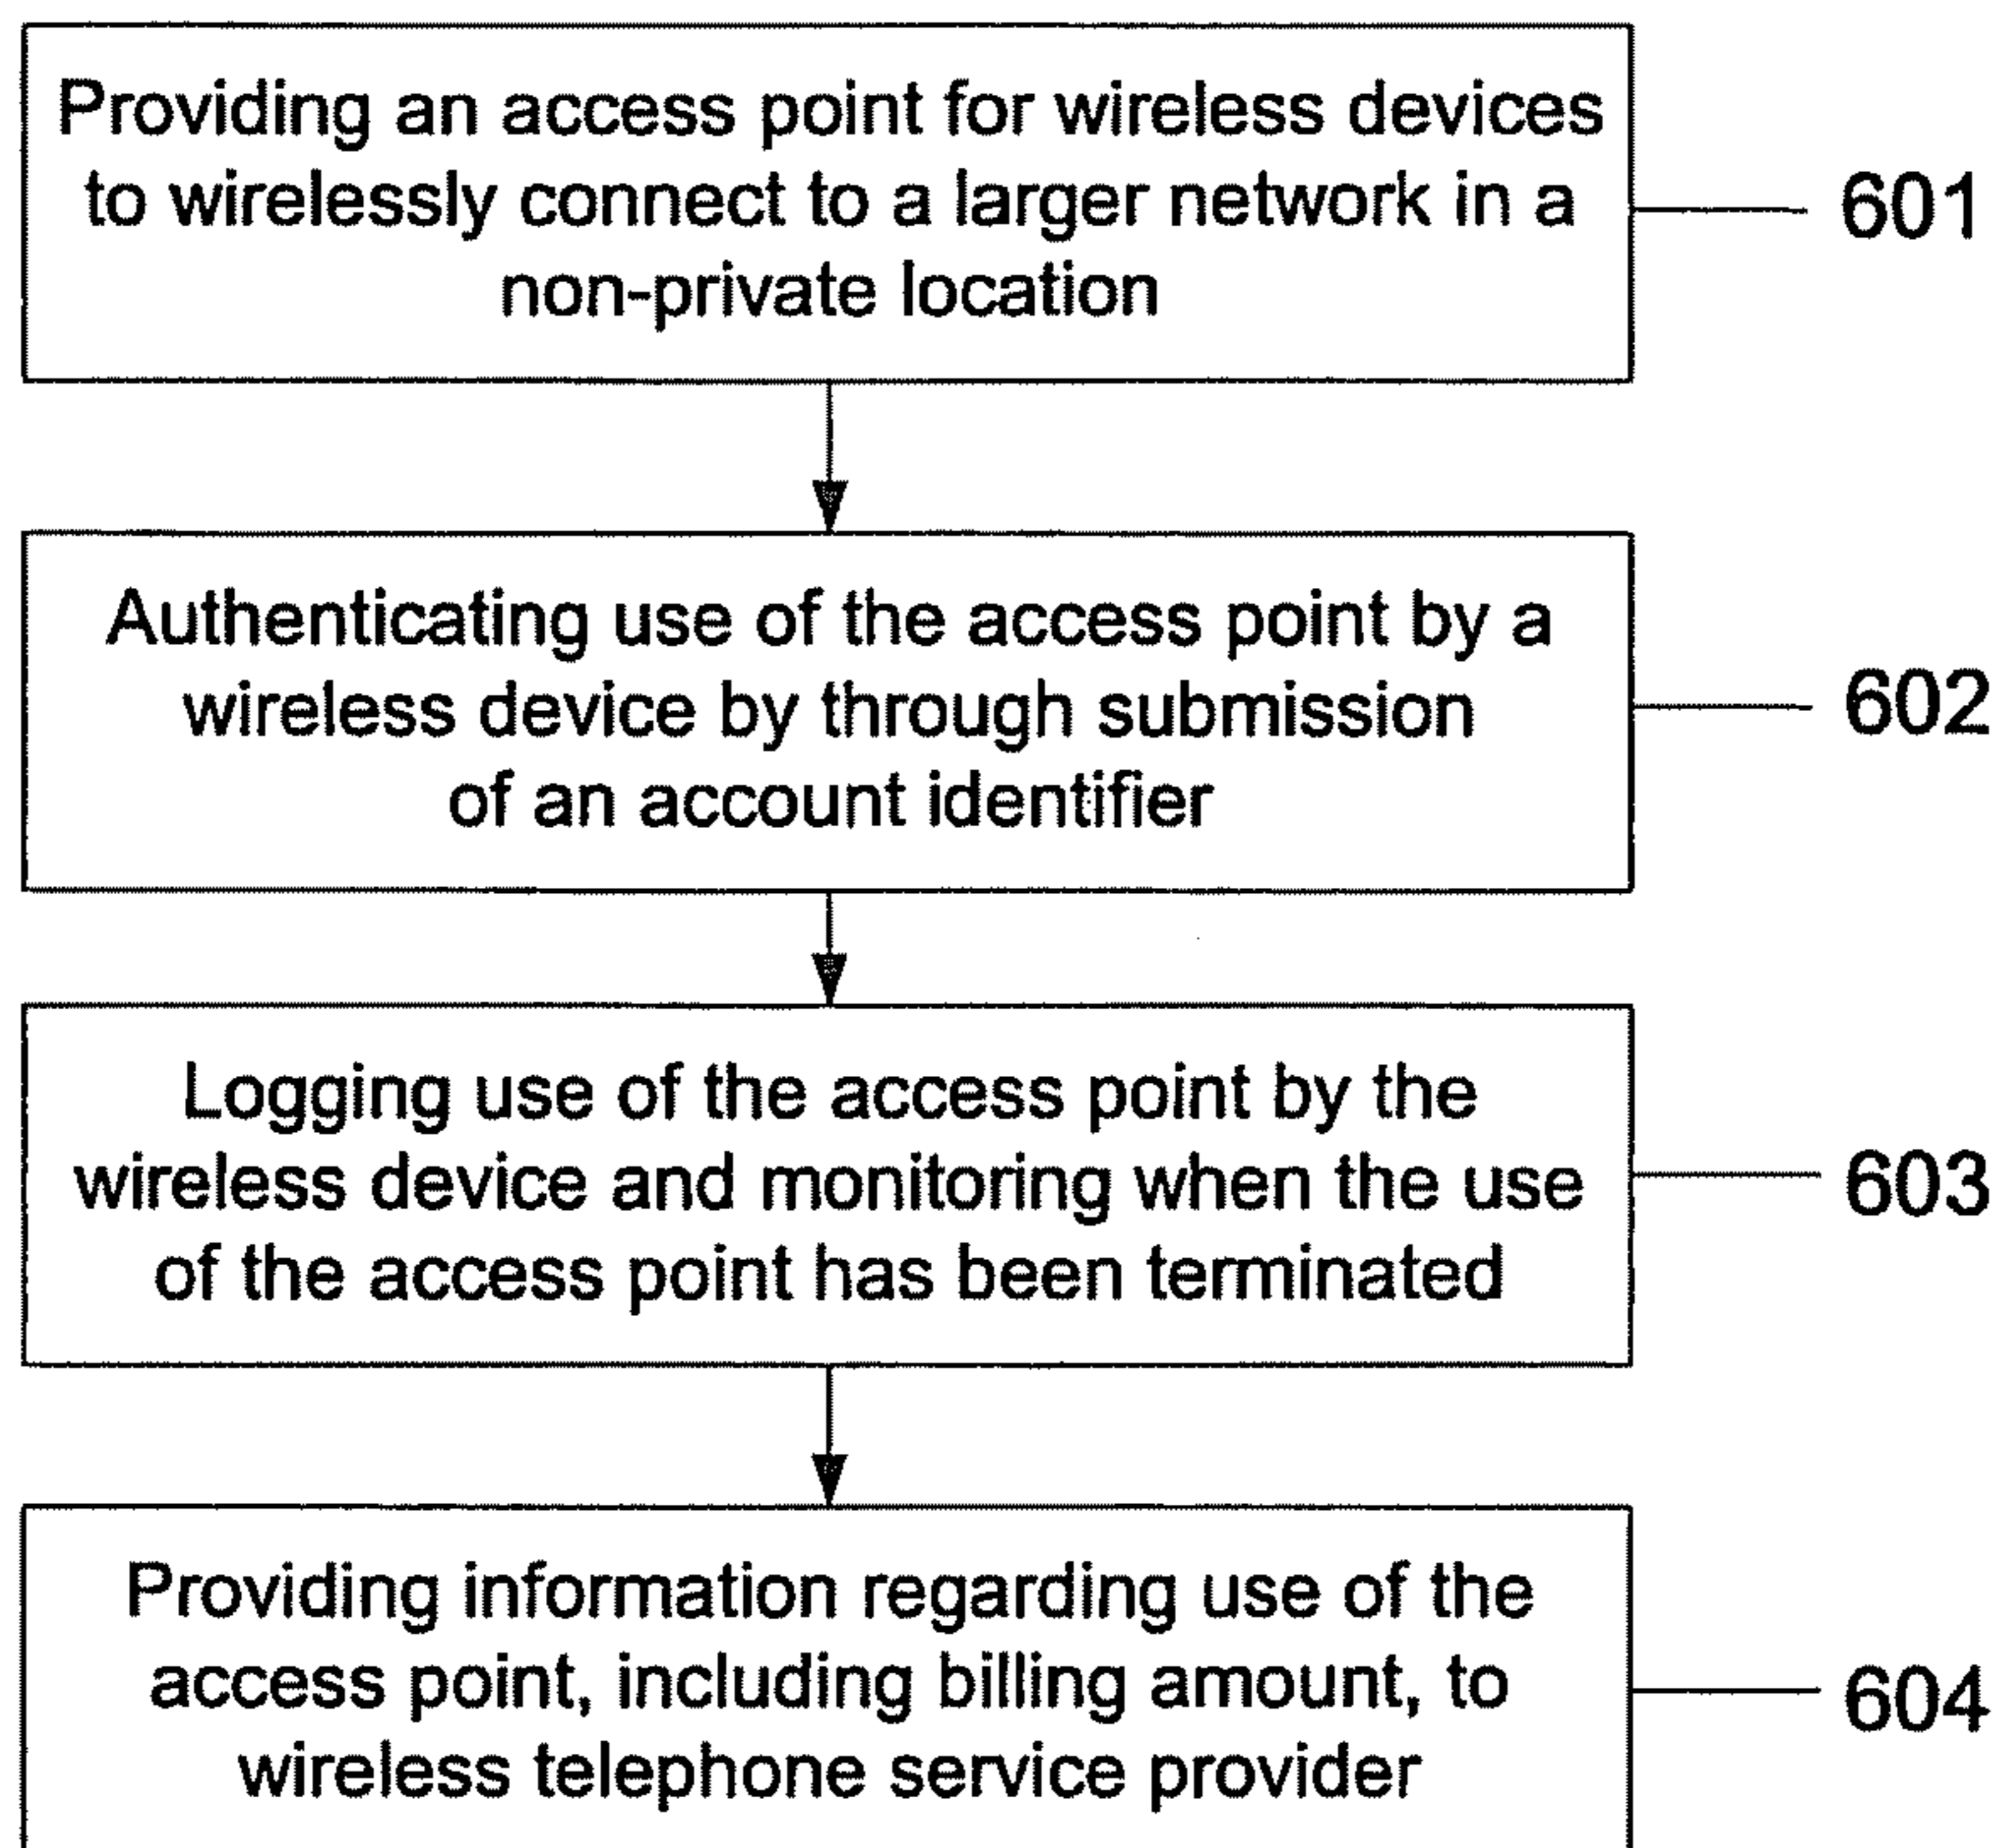 Providing an access point for wireless devices
to wirelessly connect to a larger network in a
non-private location
601
Authenticating use of the access point by a
wireless device by through submission
of an account identifier
602
Logging use of the access point by the
wireless device and monitoring when the use
of the access point has been terminated
603
Providing information regarding use of the
access point, including billing amount, to
wireless telephone service provider
604